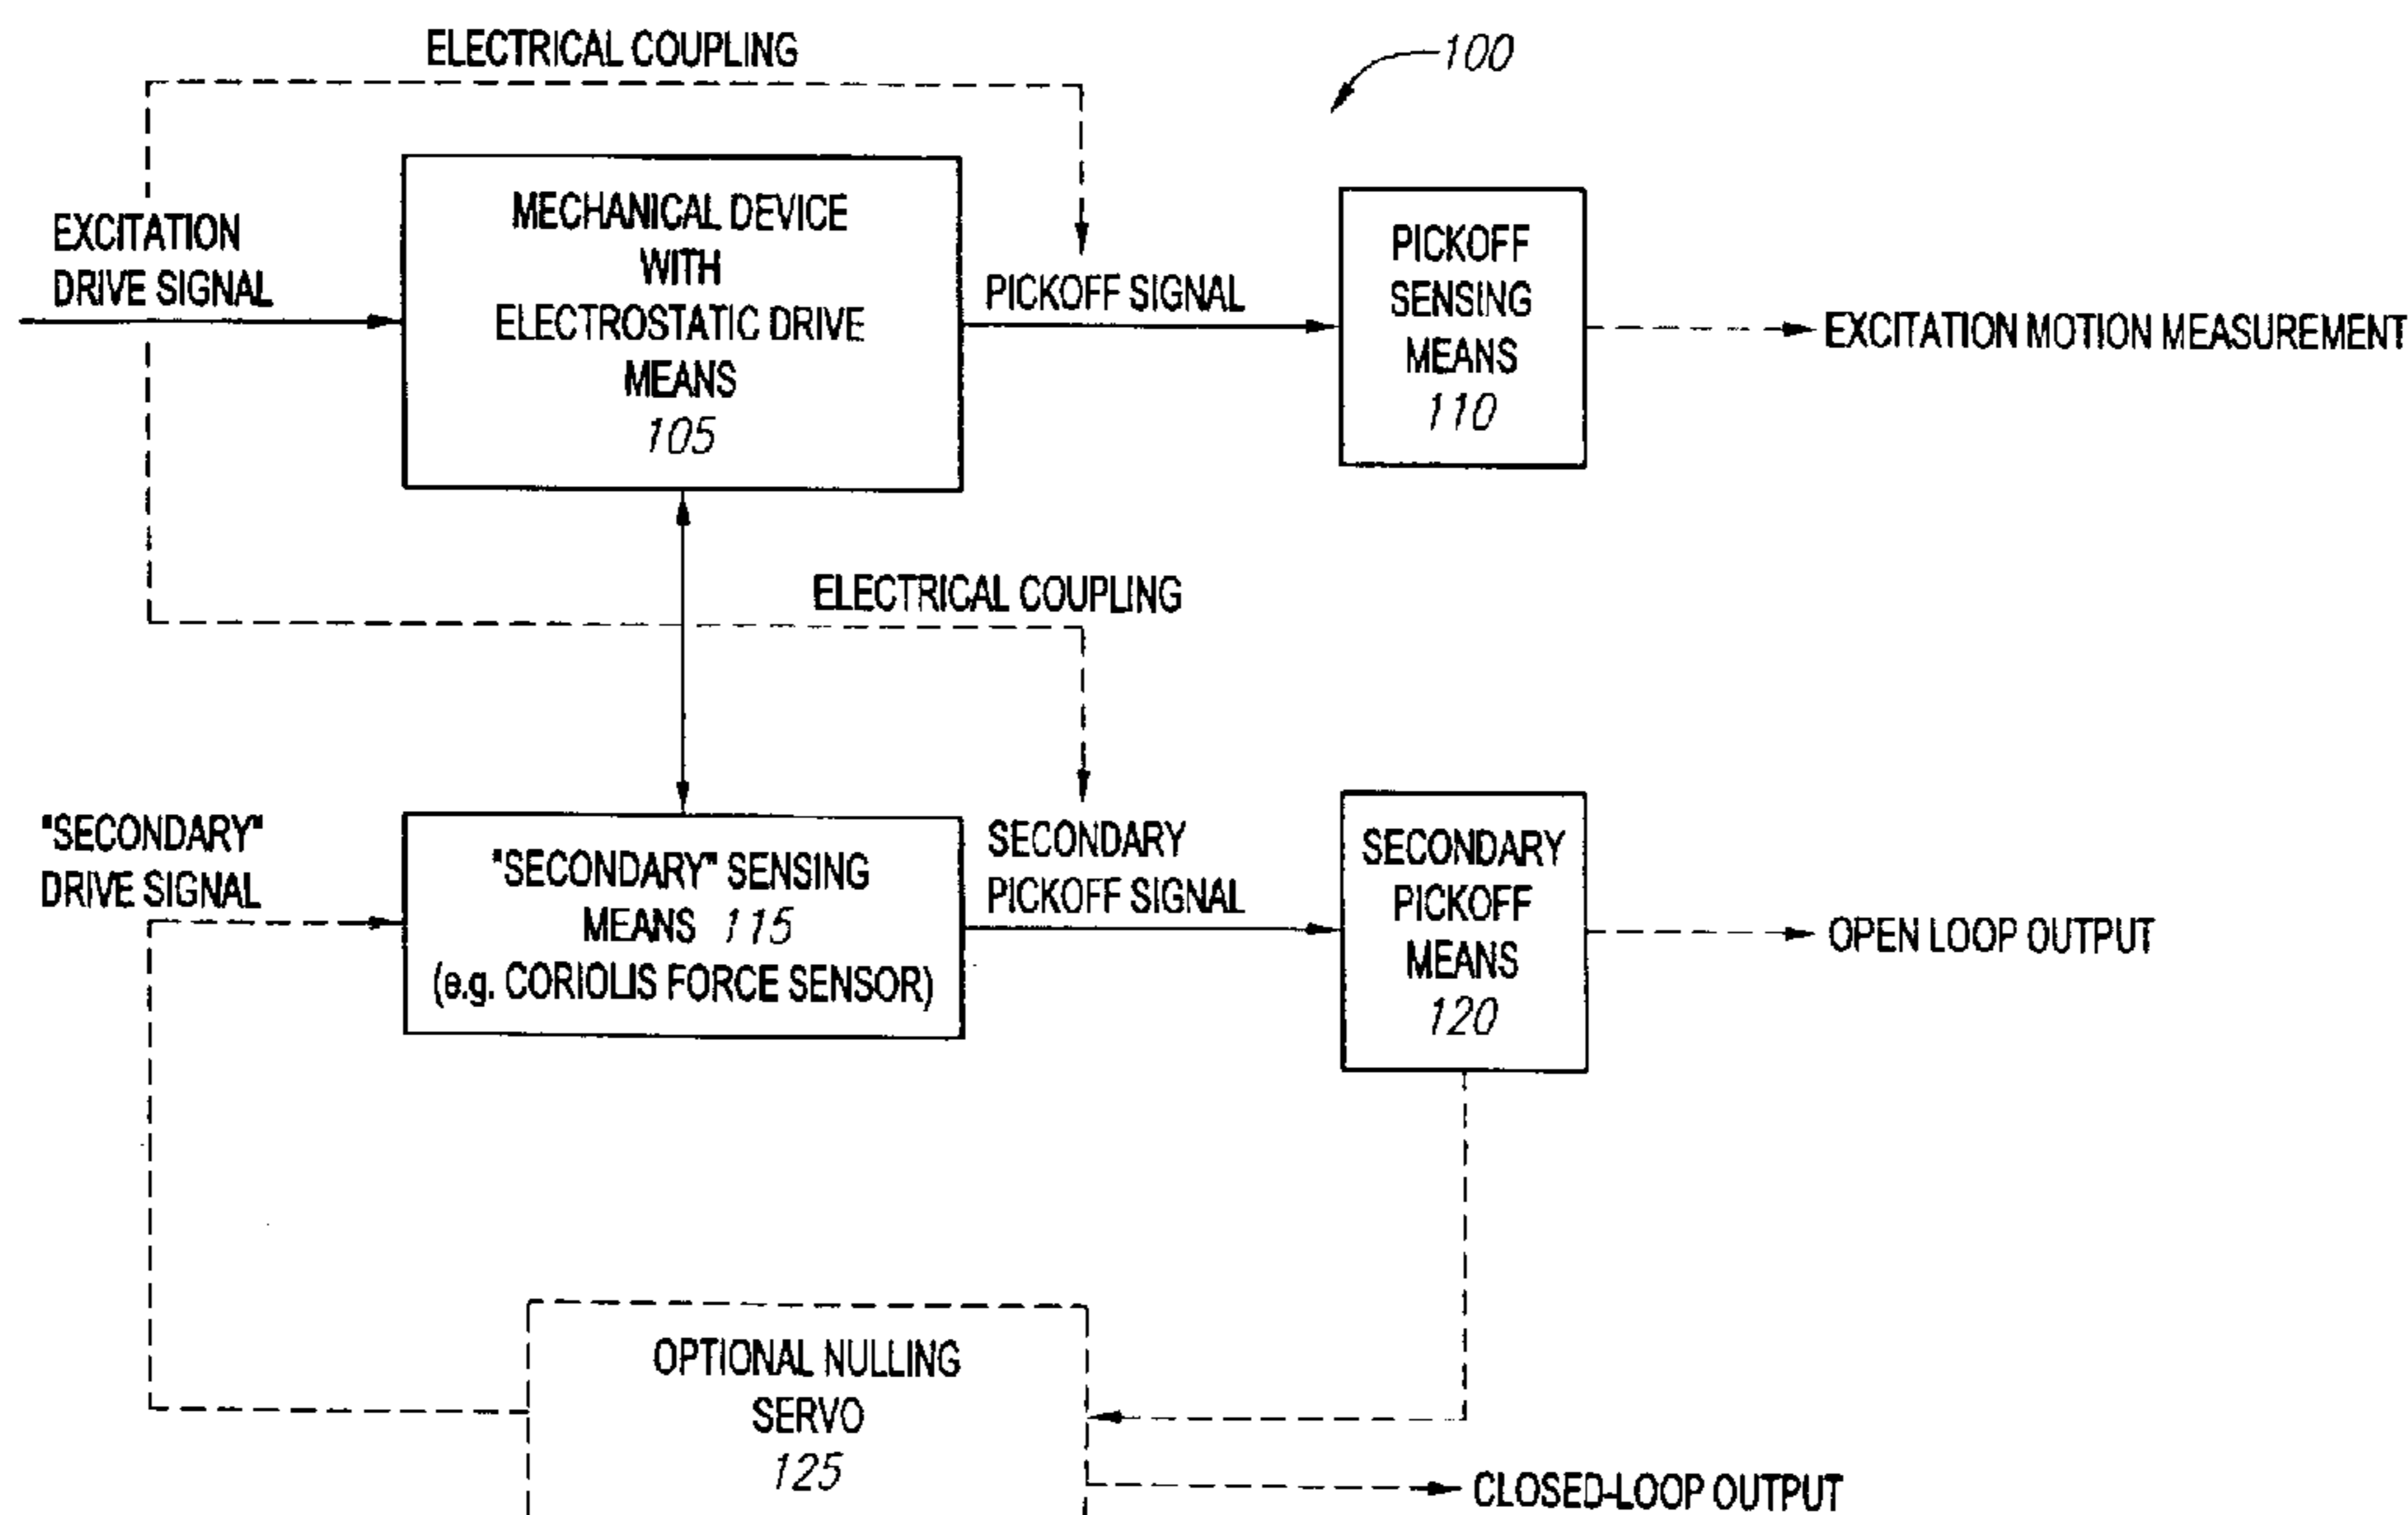 ELECTRICAL COUPLING
100
EXCITATION
DRIVE SIGNAL
MECHANICAL DEVICE
WITH
ELECTROSTATIC DRIVE
MEANS
105
PICKOFF SIGNAL
PICKOFF
SENSING
MEANS
110
EXCITATION MOTION MEASUREMENT
ELECTRICAL COUPLING
"SECONDARY"
DRIVE SIGNAL
"SECONDARY" SENSING
MEANS 115
(e.g. CORIOLIS FORCE SENSOR)
SECONDARY
PICKOFF SIGNAL
SECONDARY
PICKOFF
MEANS
120
OPEN LOOP OUTPUT
OPTIONAL NULLING
SERVO
125
CLOSED-LOOP OUTPUT